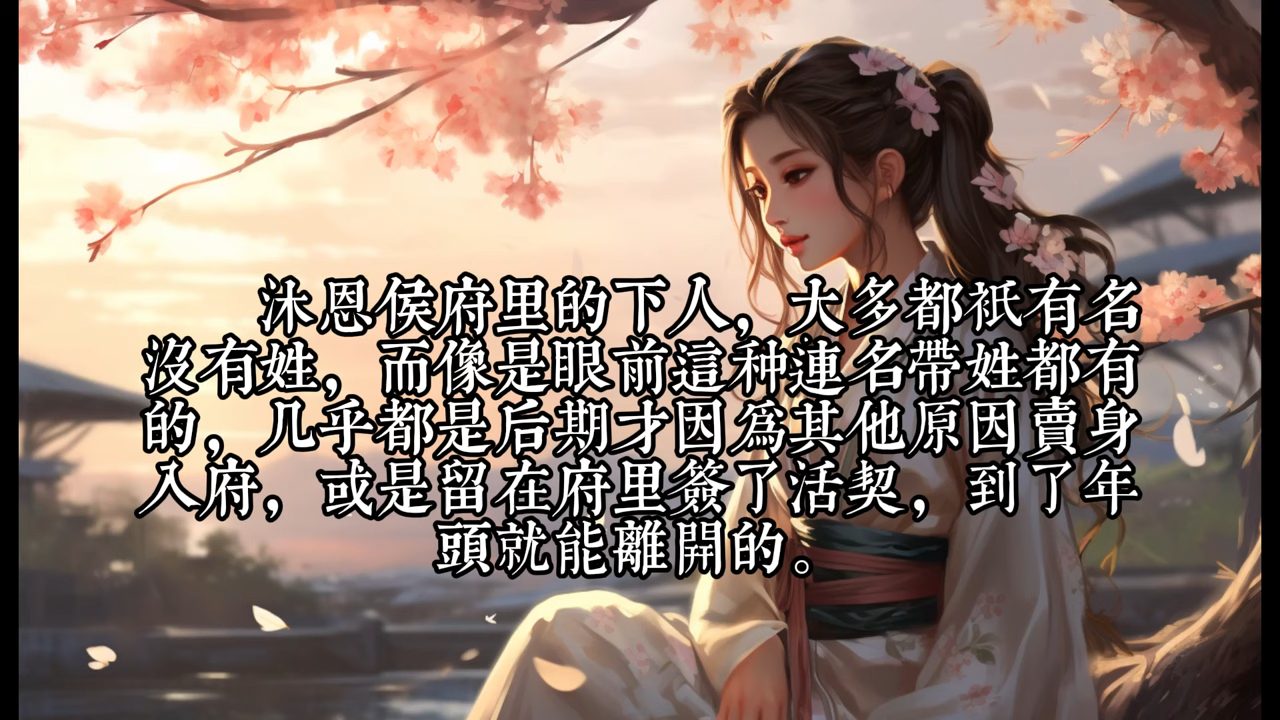 沐恩侯府里的下人，大多都祇有名
沒有姓，而像是眼前這种連名帶姓都有
的，几乎都是后期才因爲其他原因賣身
入府，或是留在府里簽了活契，到了年
頭就能離開的。